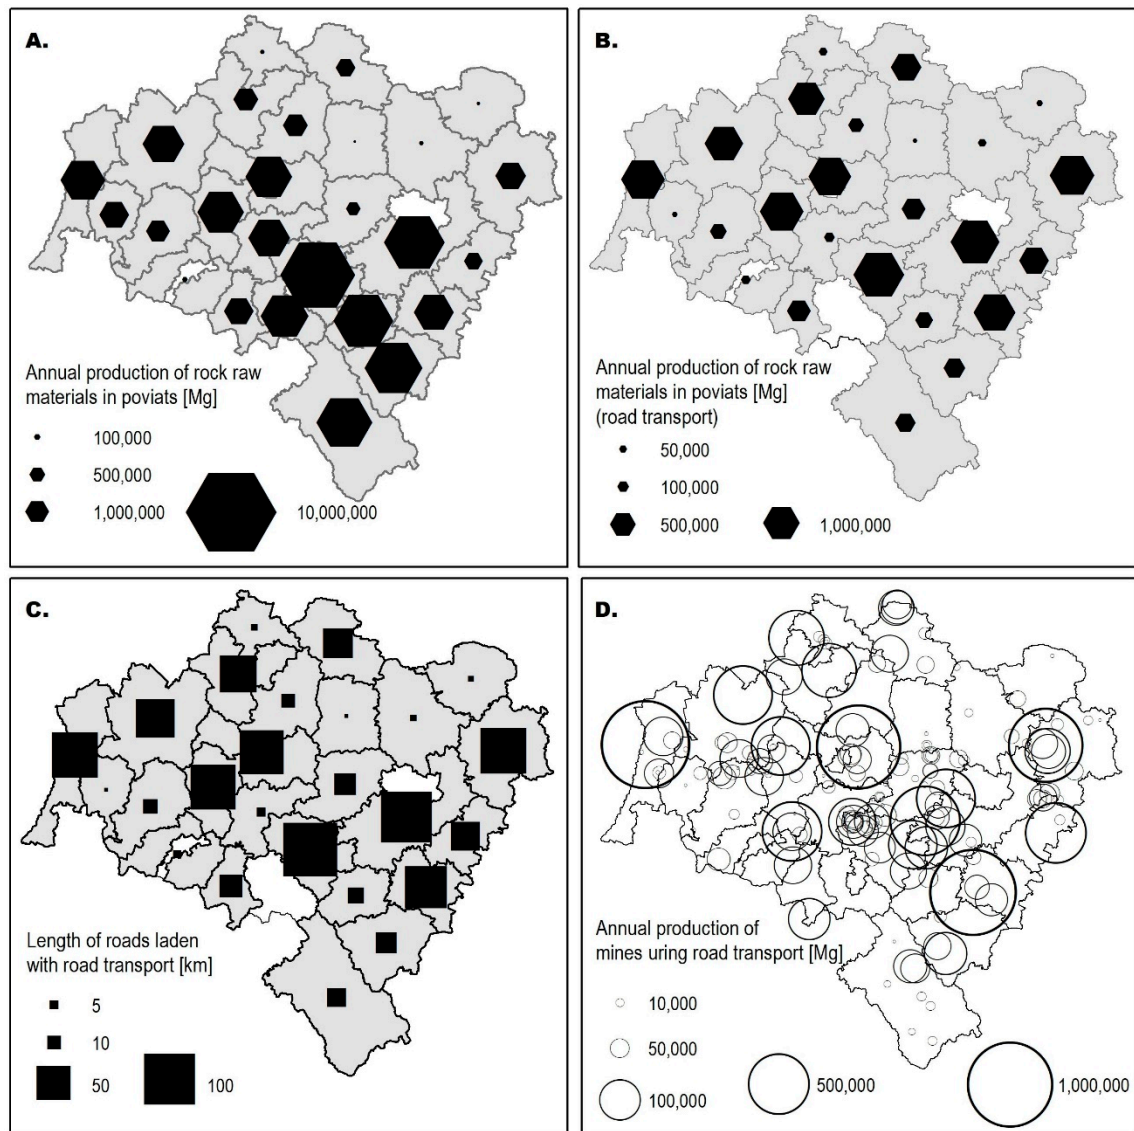 A.
Annual production of rock raw
materials in poviats [Mg]
100,000
500,000
1,000,000
10,000,000
B.
Annual production of rock raw
materials in poviats [Mg]
(road transport)
50,000
100,000
500,000
1,000,000
C.
Length of roads laden
with road transport [km]
5
10
50
100
D.
Annual production of
mines uring road transport [Mg]
10,000
50,000
100,000
500,000
1,000,000